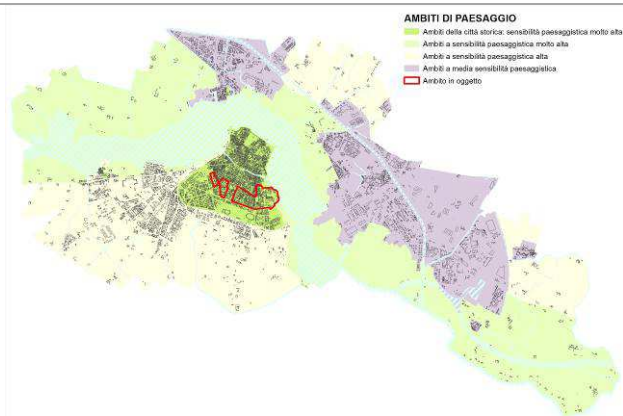 AMBITI DI PAESAGGIO
Ambiti della città storica: sensibilità paesaggistica molto alta
Ambiti a sensibilità paesaggistica molto alta
Ambiti a sensibilità paesaggistica alta
Ambiti a media sensibilità paesaggistica
Ambito in oggetto